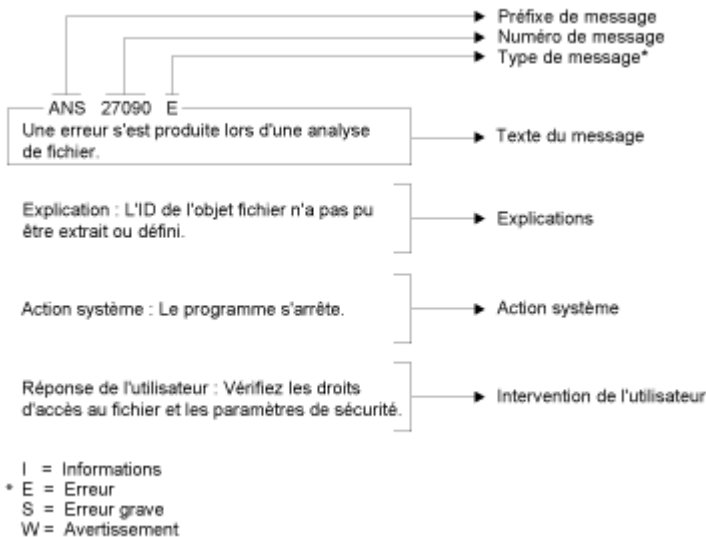 Préfixe de message
Numéro de message
Type de message*
ANS 27090 E
Une erreur s'est produite lors d'une analyse
de fichier.
Texte du message
Explication : L'ID de l'objet fichier n'a pas pu
être extrait ou défini.
Explications
Action système : Le programme s'arrête.
Action système
Réponse de l'utilisateur : Vérifiez les droits
d'accès au fichier et les paramètres de sécurité.
Intervention de l'utilisateur
I = Informations
* E = Erreur
S = Erreur grave
W = Avertissement